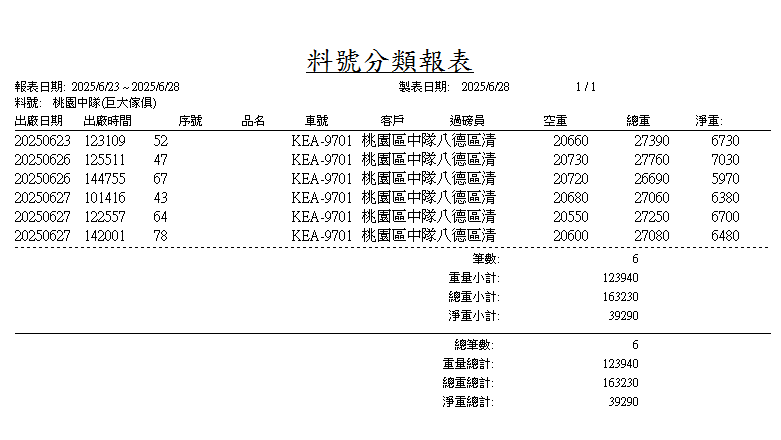 料號分類報表
報表日期: 2025/6/23 ~ 2025/6/28 製表日期: 2025/6/28 1 / 1
料號: 桃園中隊(巨大傢俱)
出廠日期 出廠時間 序號 品名 車號 客戶 過磅員 空重 總重 淨重:
20250623 123109 52 KEA-9701 桃園區中隊八德區清 20660 27390 6730
20250626 125511 47 KEA-9701 桃園區中隊八德區清 20730 27760 7030
20250626 144755 67 KEA-9701 桃園區中隊八德區清 20720 26690 5970
20250627 101416 43 KEA-9701 桃園區中隊八德區清 20680 27060 6380
20250627 122557 64 KEA-9701 桃園區中隊八德區清 20550 27250 6700
20250627 142001 78 KEA-9701 桃園區中隊八德區清 20600 27080 6480
筆數: 6
重量小計: 123940
總重小計: 163230
淨重小計: 39290
總筆數: 6
重量總計: 123940
總重總計: 163230
淨重總計: 39290